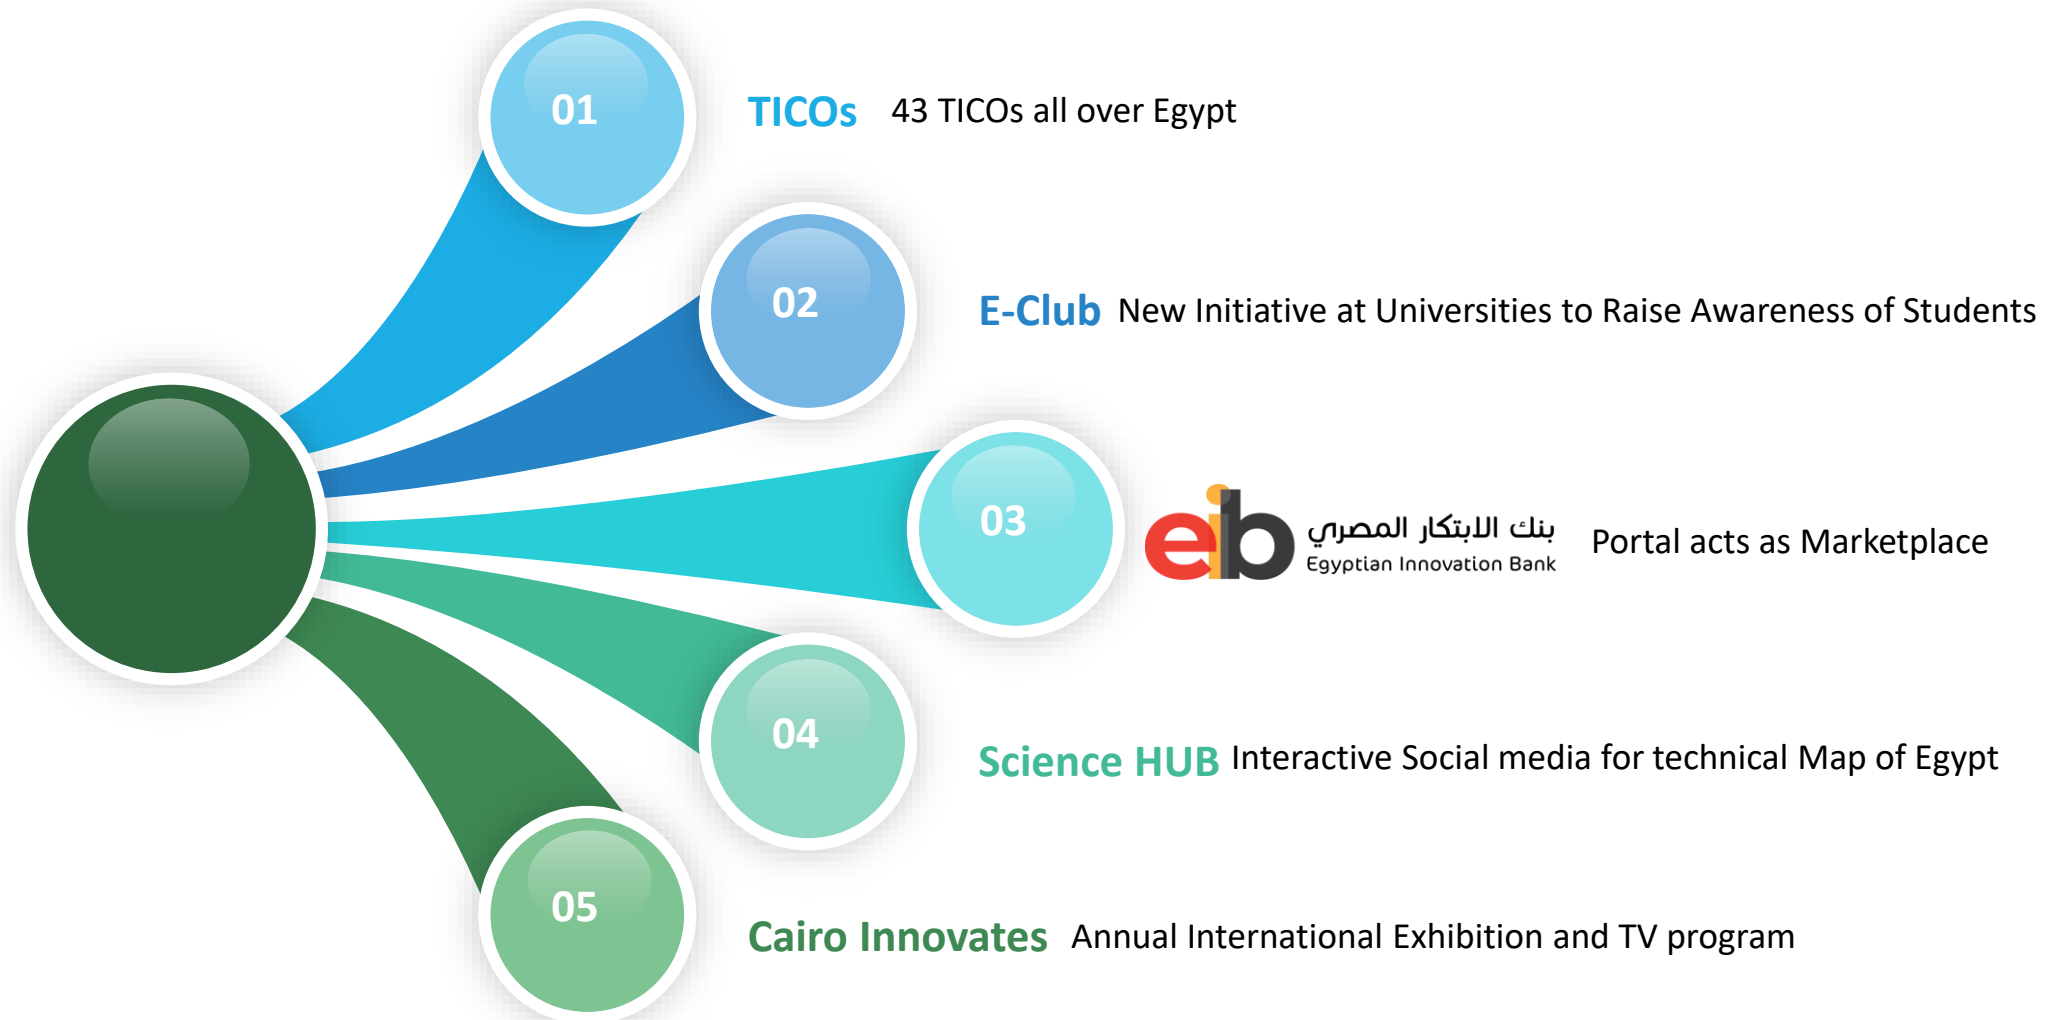 01
TICOs 43 TICOs all over Egypt
02
E-Club New Initiative at Universities to Raise Awareness of Students
03
eib
بنك الابتكار المصري
Egyptian Innovation Bank
Portal acts as Marketplace
04
Science HUB Interactive Social media for technical Map of Egypt
05
Cairo Innovates Annual International Exhibition and TV program